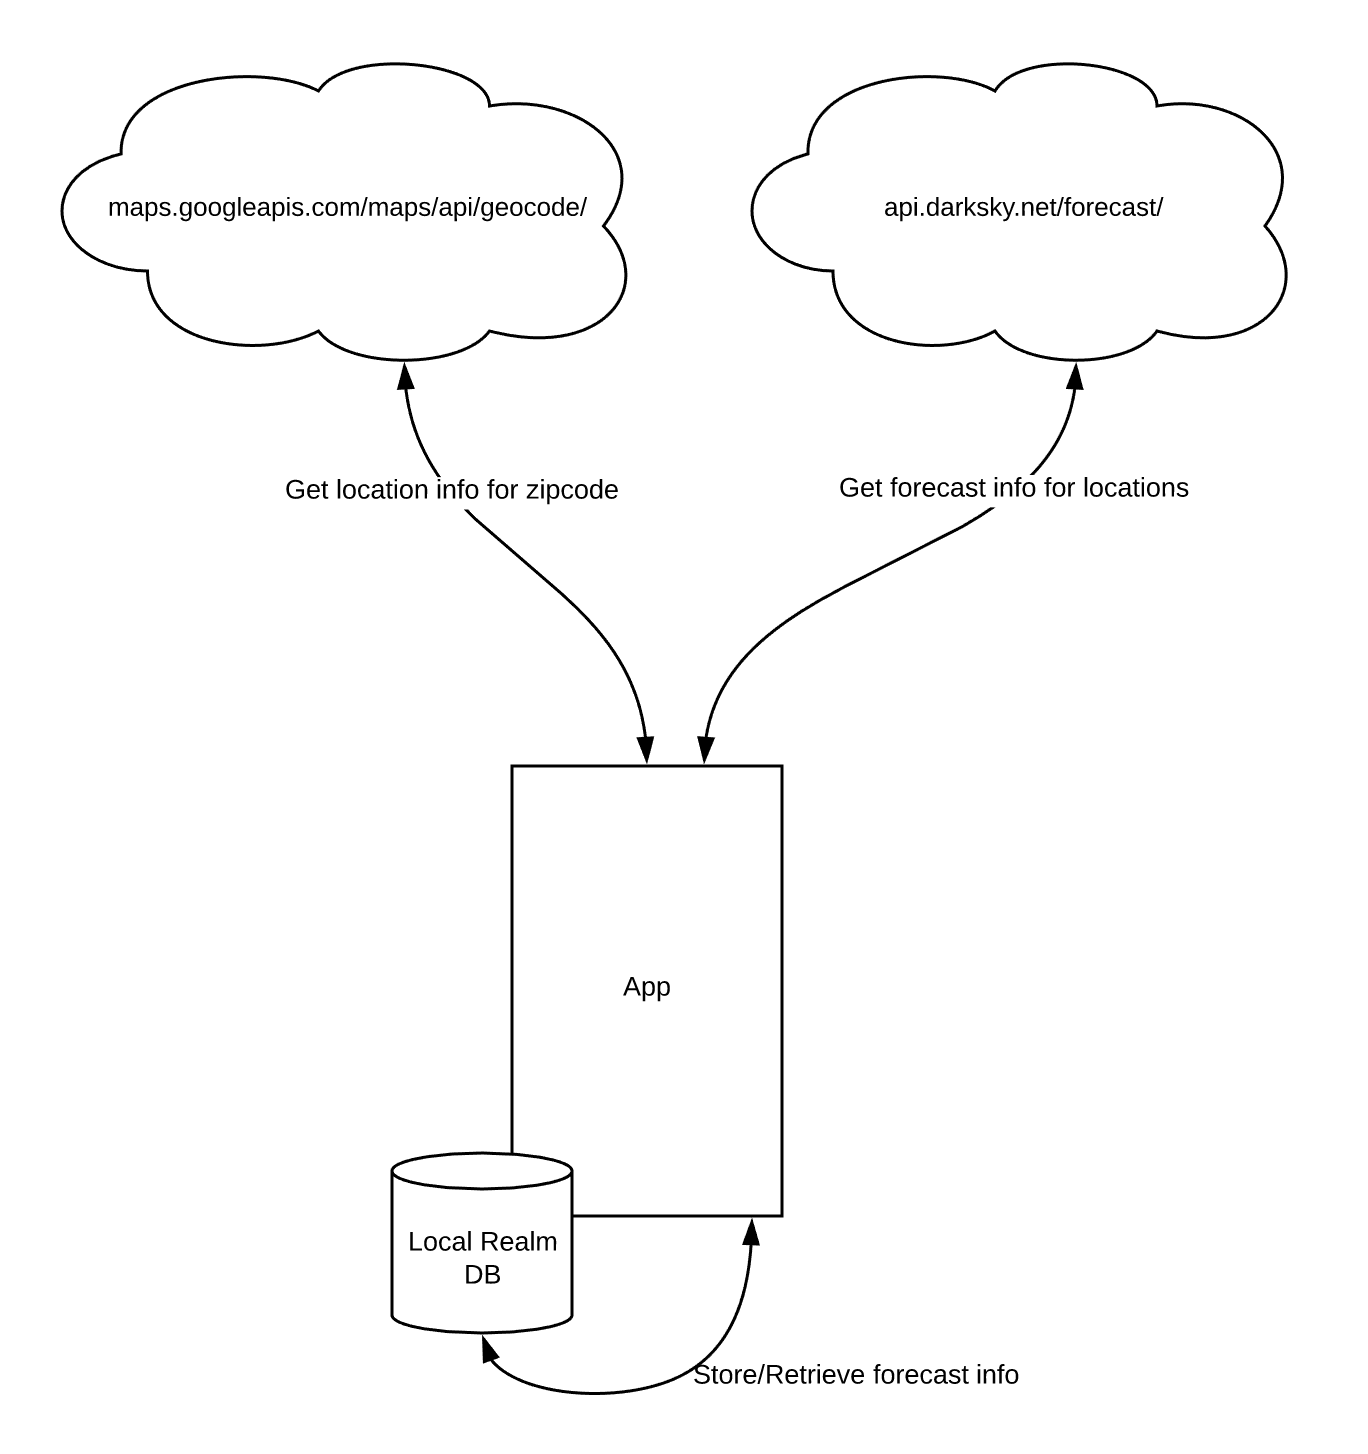 maps.googleapis.com/maps/api/geocode/
api.darksky.net/forecast/
Get location info for zipcode
Get forecast info for locations
App
Local Realm
DB
Store/Retrieve forecast info